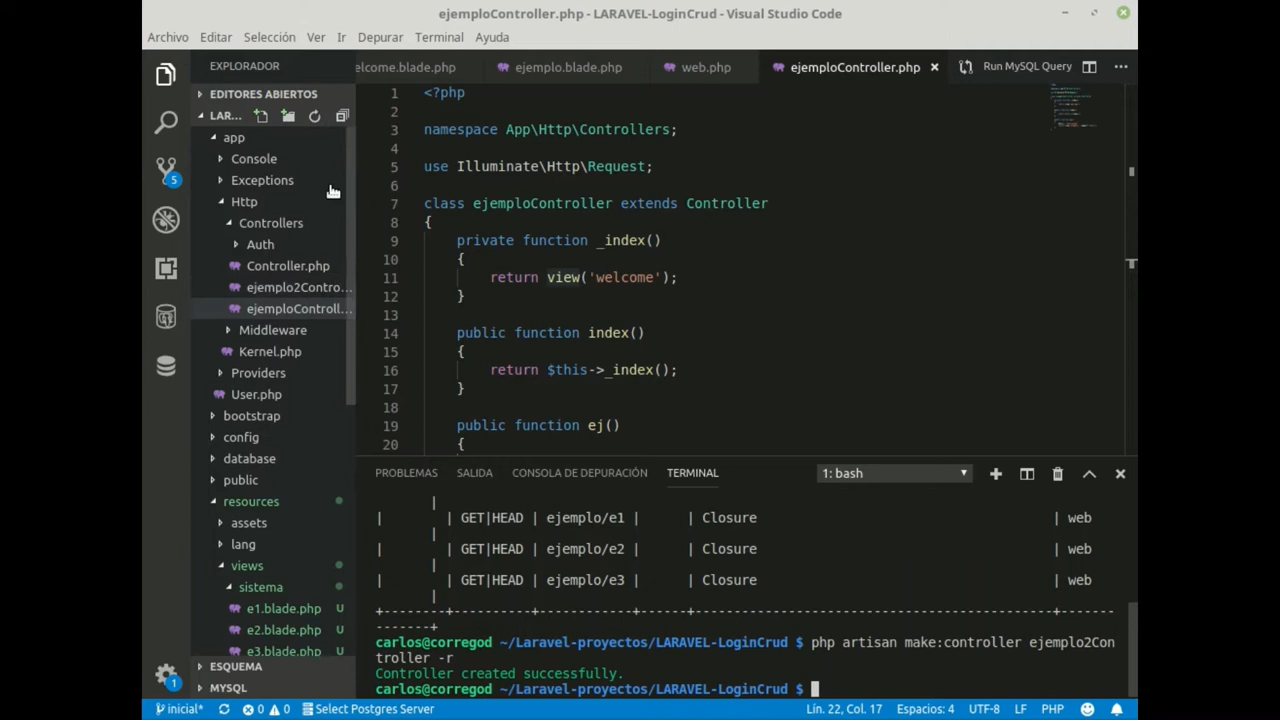 ejemploController.php - LARAVEL-LoginCrud - Visual Studio Code
Archivo Editar Selección Ver Ir Depurar Terminal Ayuda
EXPLORADOR
elcome.blade.php ejemplo.blade.php web.php ejemploController.php Run MySQL Query
EDITORES ABIERTOS
LAR...
app
Console
Exceptions
Http
Controllers
Auth
Controller.php
ejemplo2Contro...
ejemploControll...
Middleware
Kernel.php
Providers
User.php
bootstrap
config
database
public
resources
assets
lang
views
sistema
e1.blade.php U
e2.blade.php U
e3.blade.php U
ESQUEMA
MYSQL
5
1
1 <?php
2
3 namespace App\Http\Controllers;
4
5 use Illuminate\Http\Request;
6
7 class ejemploController extends Controller
8 {
9 private function _index()
10 {
11 return view('welcome');
12 }
13
14 public function index()
15 {
16 return $this->_index();
17 }
18
19 public function ej()
20 {
PROBLEMAS SALIDA CONSOLA DE DEPURACIÓN TERMINAL 1: bash
|
| | GET|HEAD | ejemplo/e1 | | Closure | web
|
| | GET|HEAD | ejemplo/e2 | | Closure | web
|
| | GET|HEAD | ejemplo/e3 | | Closure | web
|
+--------+----------+------------+------+-------------------------------------------+-------
-------+
carlos@corregod ~/Laravel-proyectos/LARAVEL-LoginCrud $ php artisan make:controller ejemplo2Con
troller -r
Controller created successfully.
carlos@corregod ~/Laravel-proyectos/LARAVEL-LoginCrud $
inicial* 0 0 Select Postgres Server Lín. 22, Col. 17 Espacios: 4 UTF-8 LF PHP